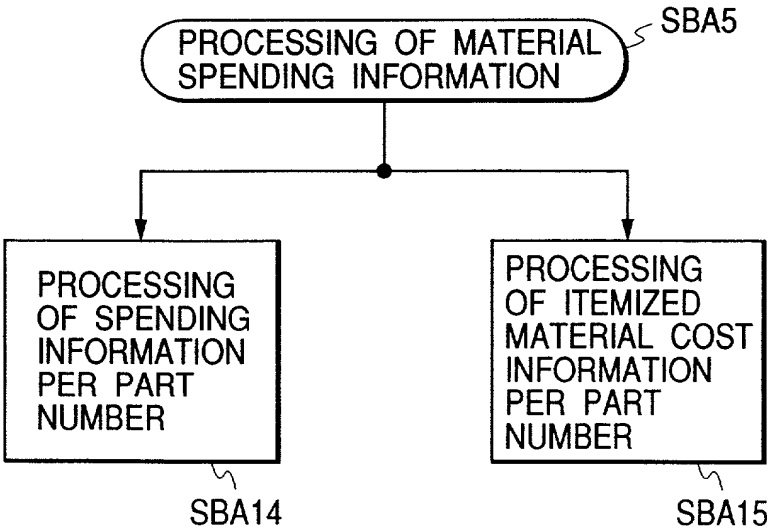 SBA5
PROCESSING OF MATERIAL
SPENDING INFORMATION
PROCESSING
OF SPENDING
INFORMATION
PER PART
NUMBER
SBA14
PROCESSING
OF ITEMIZED
MATERIAL COST
INFORMATION
PER PART
NUMBER
SBA15